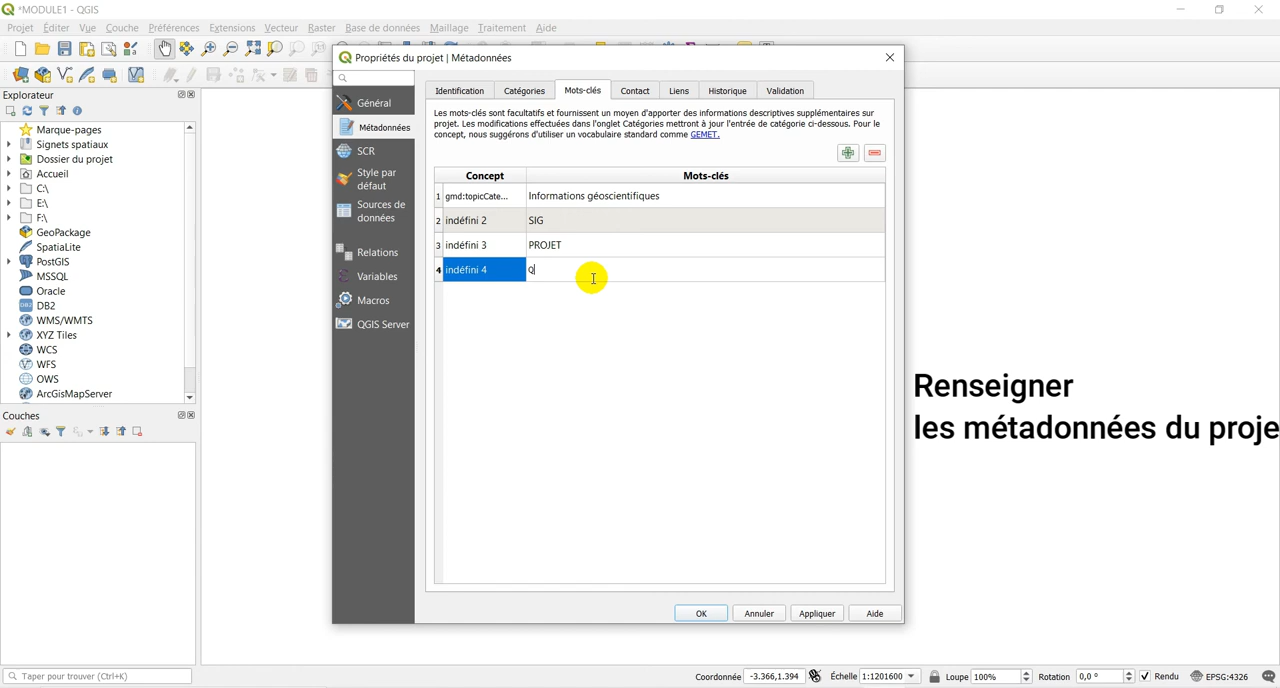 *MODULE1 - QGIS
Projet Éditer Vue Couche Préférences Extensions Vecteur Raster Base de données Maillage Traitement Aide
Propriétés du projet | Métadonnées
Explorateur
Marque-pages
Signets spatiaux
Dossier du projet
Accueil
C:\
E:\
F:\
GeoPackage
SpatiaLite
PostGIS
MSSQL
Oracle
DB2
WMS/WMTS
XYZ Tiles
WCS
WFS
OWS
ArcGisMapServer
Couches
Taper pour trouver (Ctrl+K)
Général
Métadonnées
SCR
Style par
défaut
Sources de
données
Relations
Variables
Macros
QGIS Server
Identification Catégories Mots-clés Contact Liens Historique Validation
Les mots-clés sont facultatifs et fournissent un moyen d'apporter des informations descriptives supplémentaires sur
projet. Les modifications effectuées dans l'onglet Catégories mettront à jour l'entrée de catégorie ci-dessous. Pour le
concept, nous suggérons d'utiliser un vocabulaire standard comme GEMET.
Concept Mots-clés
1 gmd:topicCate... Informations géoscientifiques
2 indéfini 2 SIG
3 indéfini 3 PROJET
4 indéfini 4 Q
OK Annuler Appliquer Aide
Renseigner
les métadonnées du proje
Coordonnée -3.366,1.394 Échelle 1:1201600 Loupe 100% Rotation 0,0 ° Rendu EPSG:4326